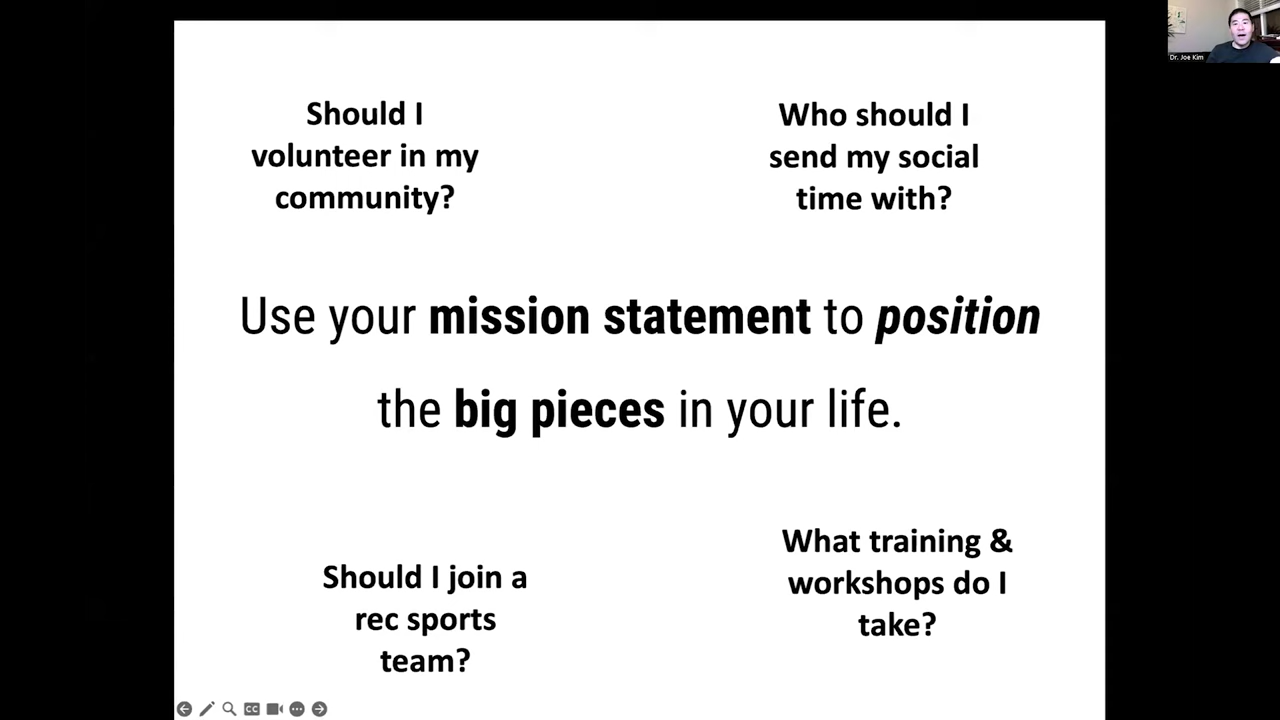 Should I
volunteer in my
community?
Who should I
send my social
time with?
Use your mission statement to position
the big pieces in your life.
Should I join a
rec sports
team?
What training &
workshops do I
take?
Dr. Joe Kim
CC